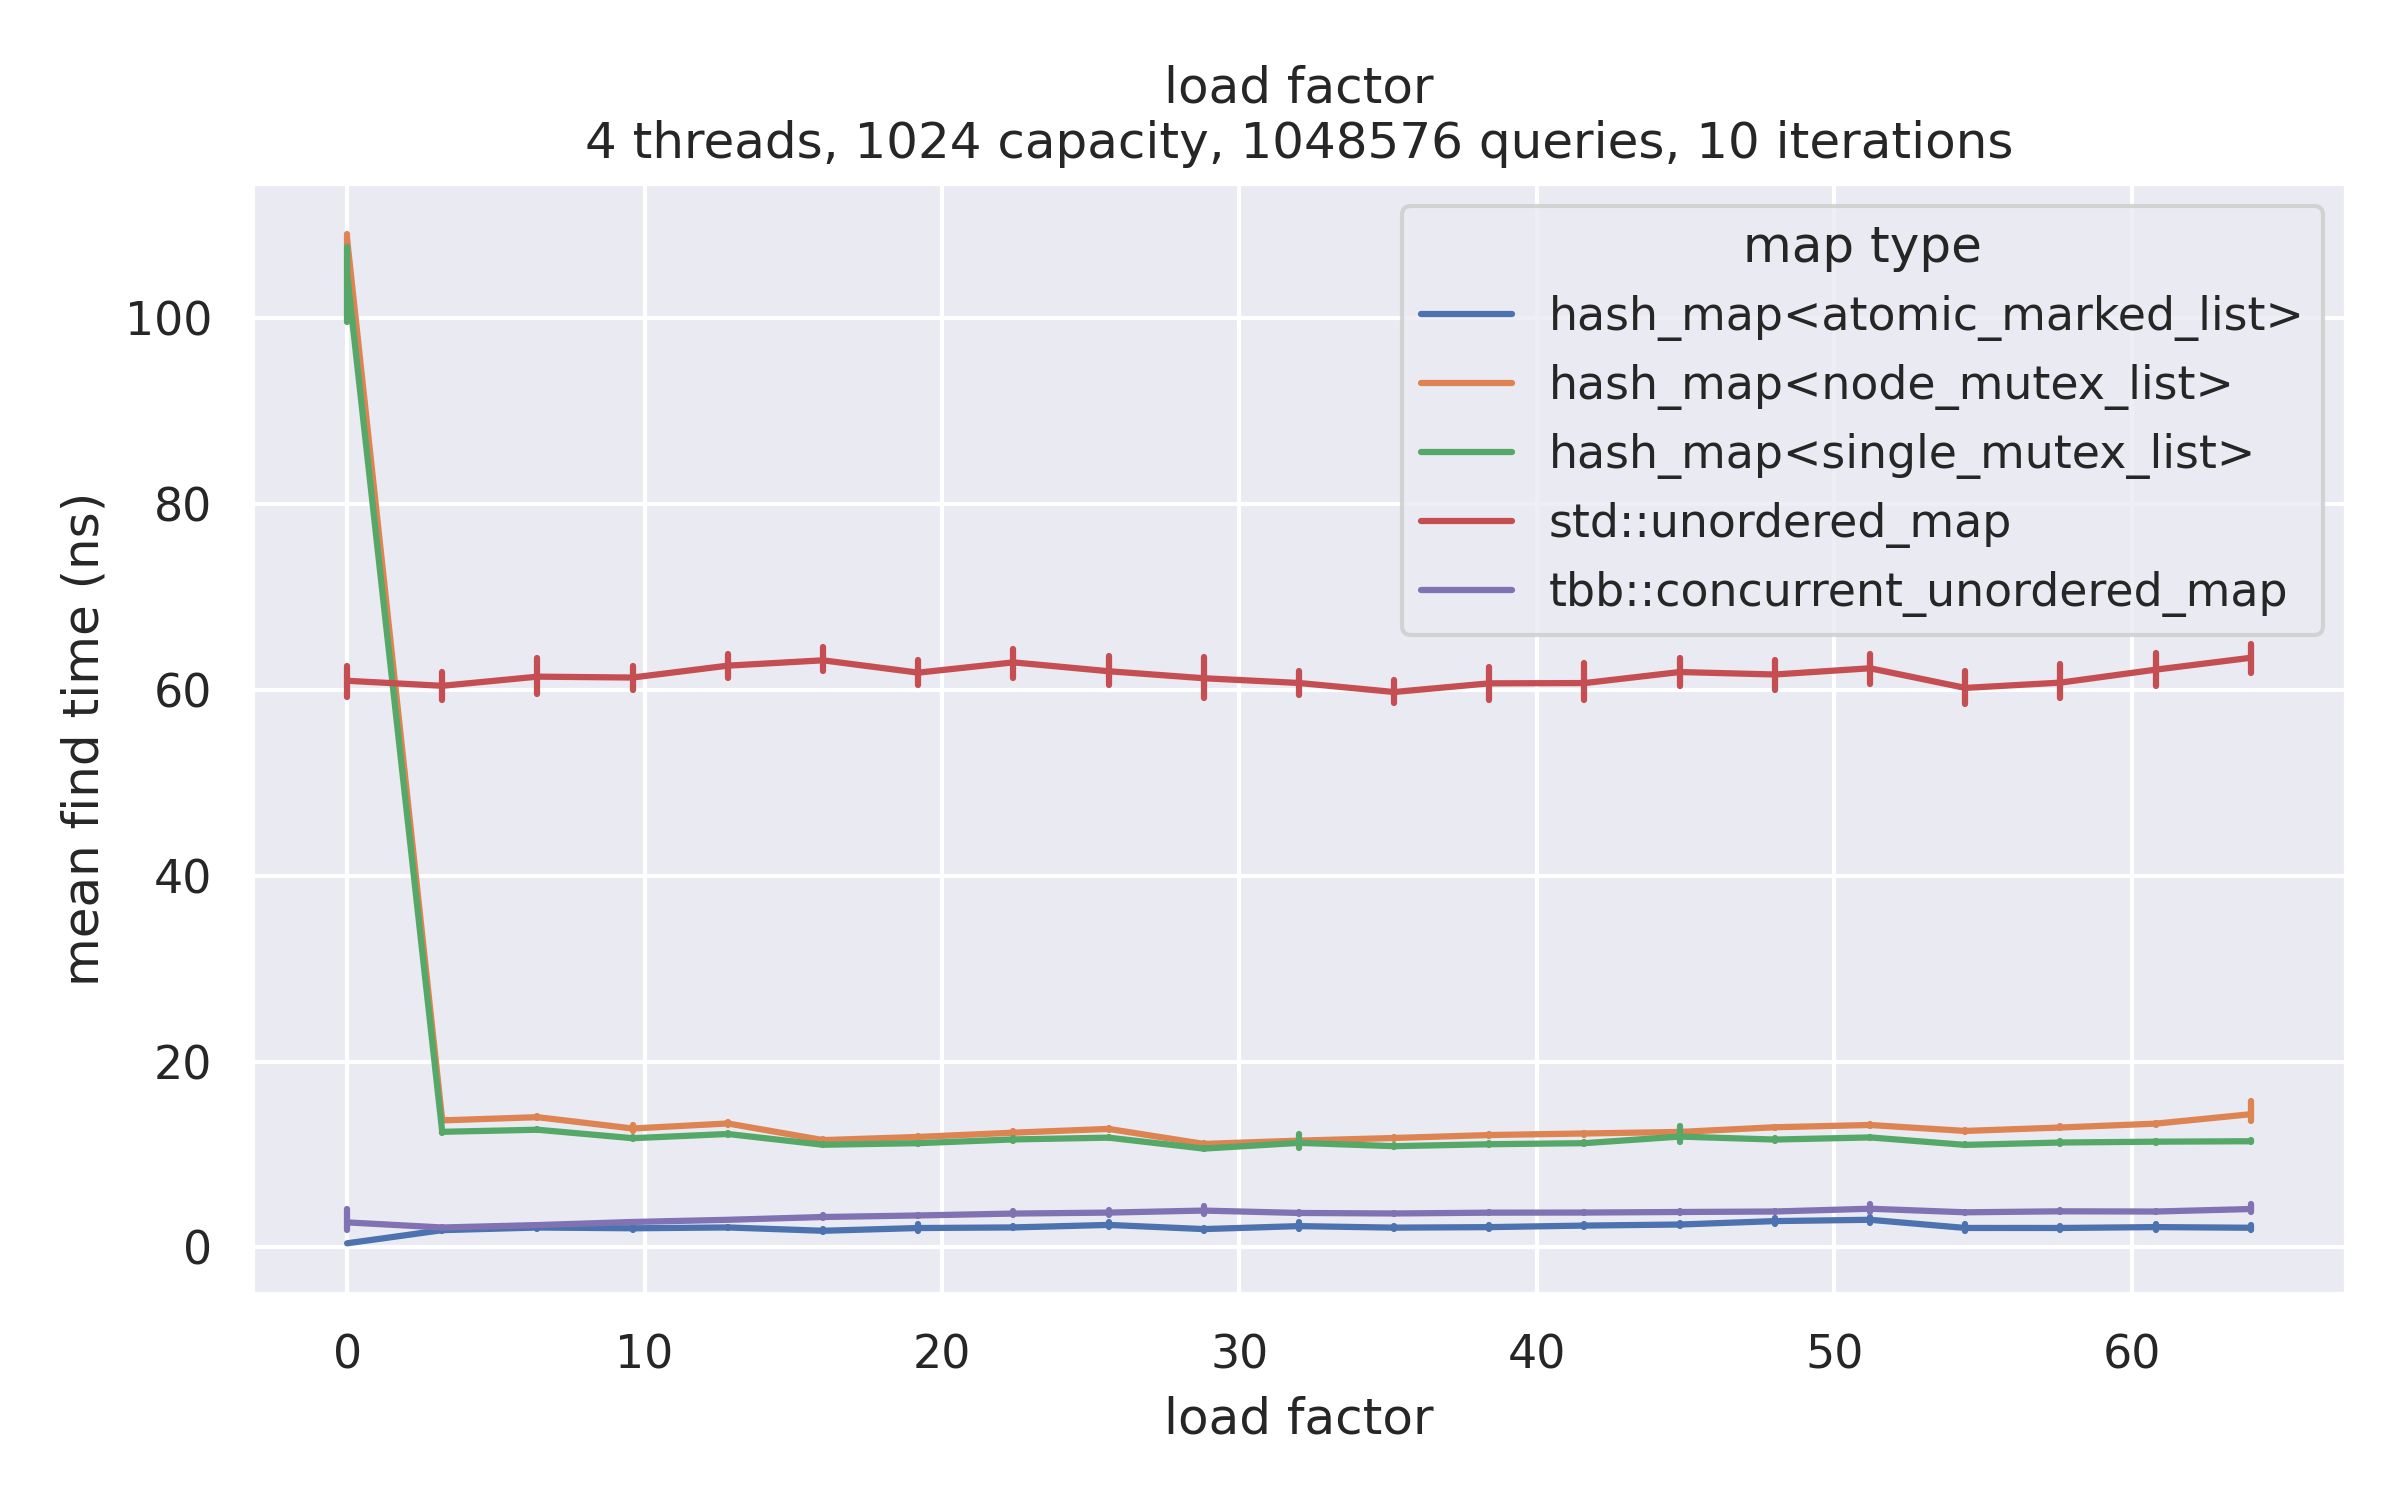 load factor
4 threads, 1024 capacity, 1048576 queries, 10 iterations
map type
hash_map<atomic_marked_list>
hash_map<node_mutex_list>
hash_map<single_mutex_list>
std::unordered_map
tbb::concurrent_unordered_map
mean find time (ns)
100
80
60
40
20
0
0 10 20 30 40 50 60
load factor